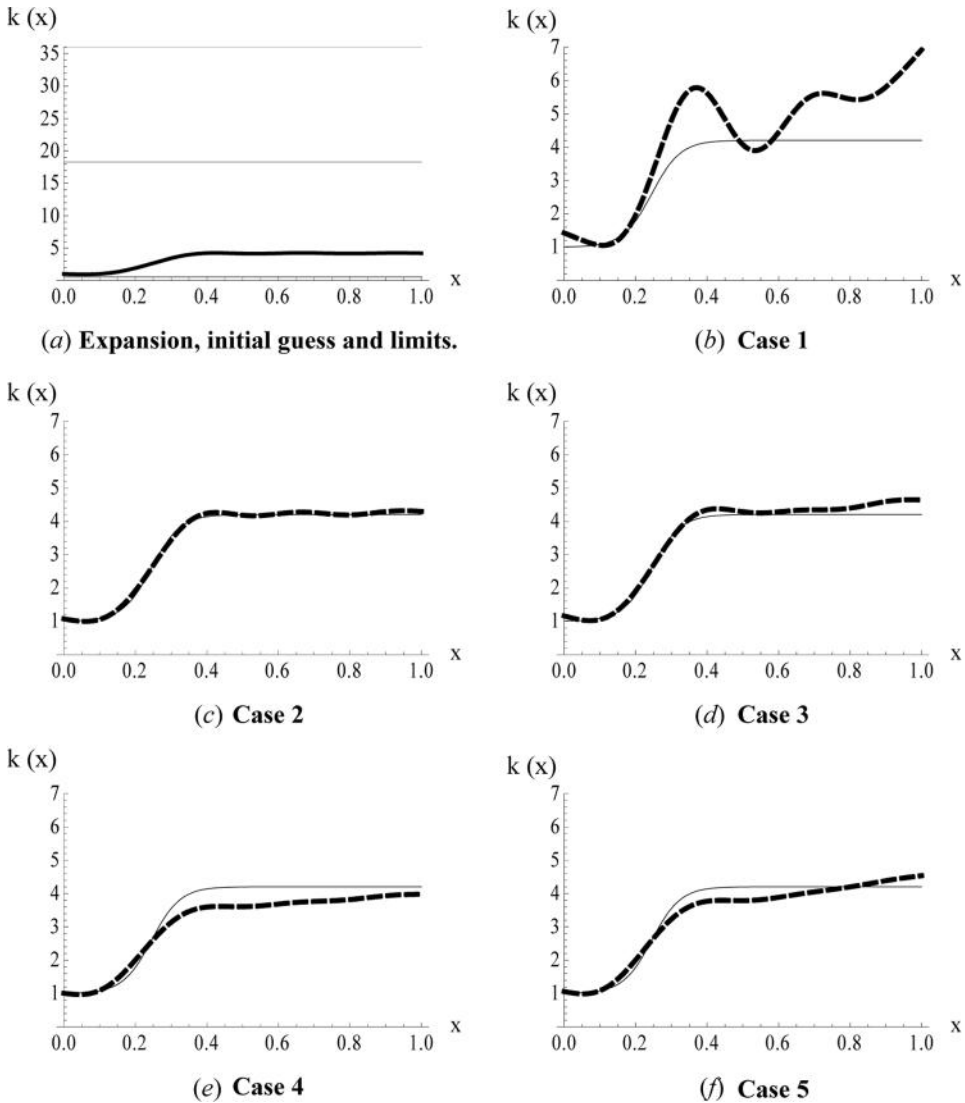 k (x)
35
30
25
20
15
10
5
0.0 0.2 0.4 0.6 0.8 1.0 x
(a) Expansion, initial guess and limits.
k (x)
7
6
5
4
3
2
1
0.0 0.2 0.4 0.6 0.8 1.0 x
(b) Case 1
k (x)
7
6
5
4
3
2
1
0.0 0.2 0.4 0.6 0.8 1.0 x
(c) Case 2
k (x)
7
6
5
4
3
2
1
0.0 0.2 0.4 0.6 0.8 1.0 x
(d) Case 3
k (x)
7
6
5
4
3
2
1
0.0 0.2 0.4 0.6 0.8 1.0 x
(e) Case 4
k (x)
7
6
5
4
3
2
1
0.0 0.2 0.4 0.6 0.8 1.0 x
(f) Case 5